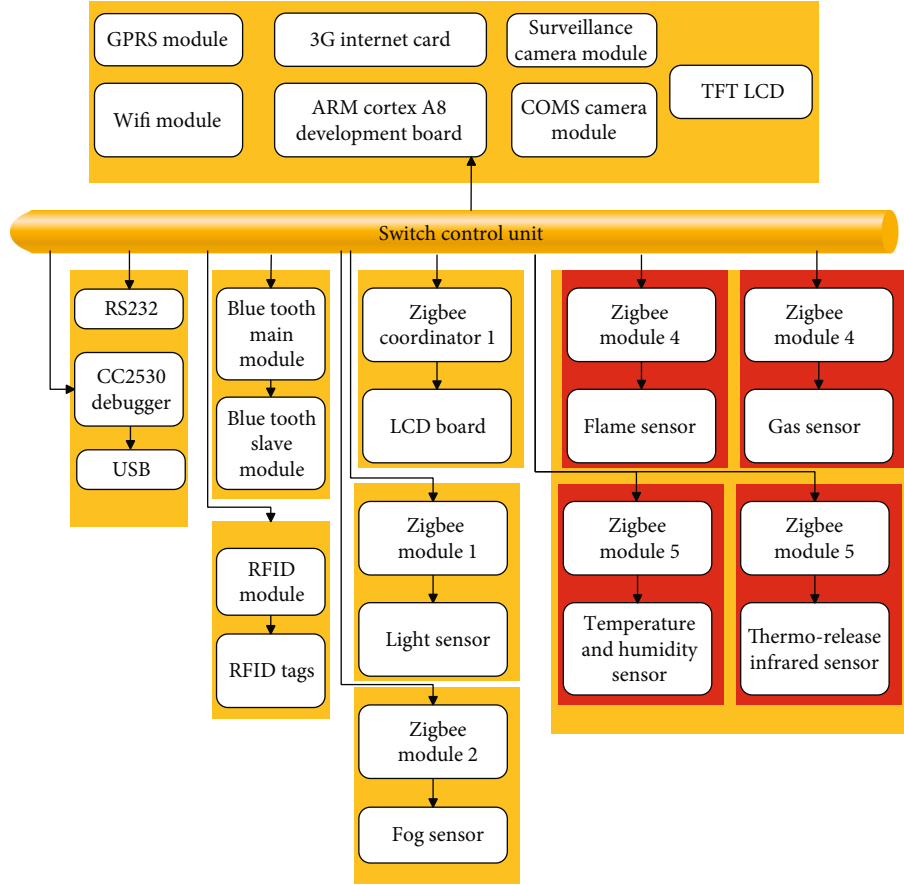 GPRS module
3G internet card
Surveillance
camera module
TFT LCD
Wifi module
ARM cortex A8
development board
COMS camera
module
Switch control unit
RS232
CC2530
debugger
USB
Blue tooth
main
module
Blue tooth
slave
module
RFID
module
RFID tags
Zigbee
coordinator 1
LCD board
Zigbee
module 1
Light sensor
Zigbee
module 2
Fog sensor
Zigbee
module 4
Flame sensor
Zigbee
module 4
Gas sensor
Zigbee
module 5
Temperature
and humidity
sensor
Zigbee
module 5
Thermo-release
infrared sensor